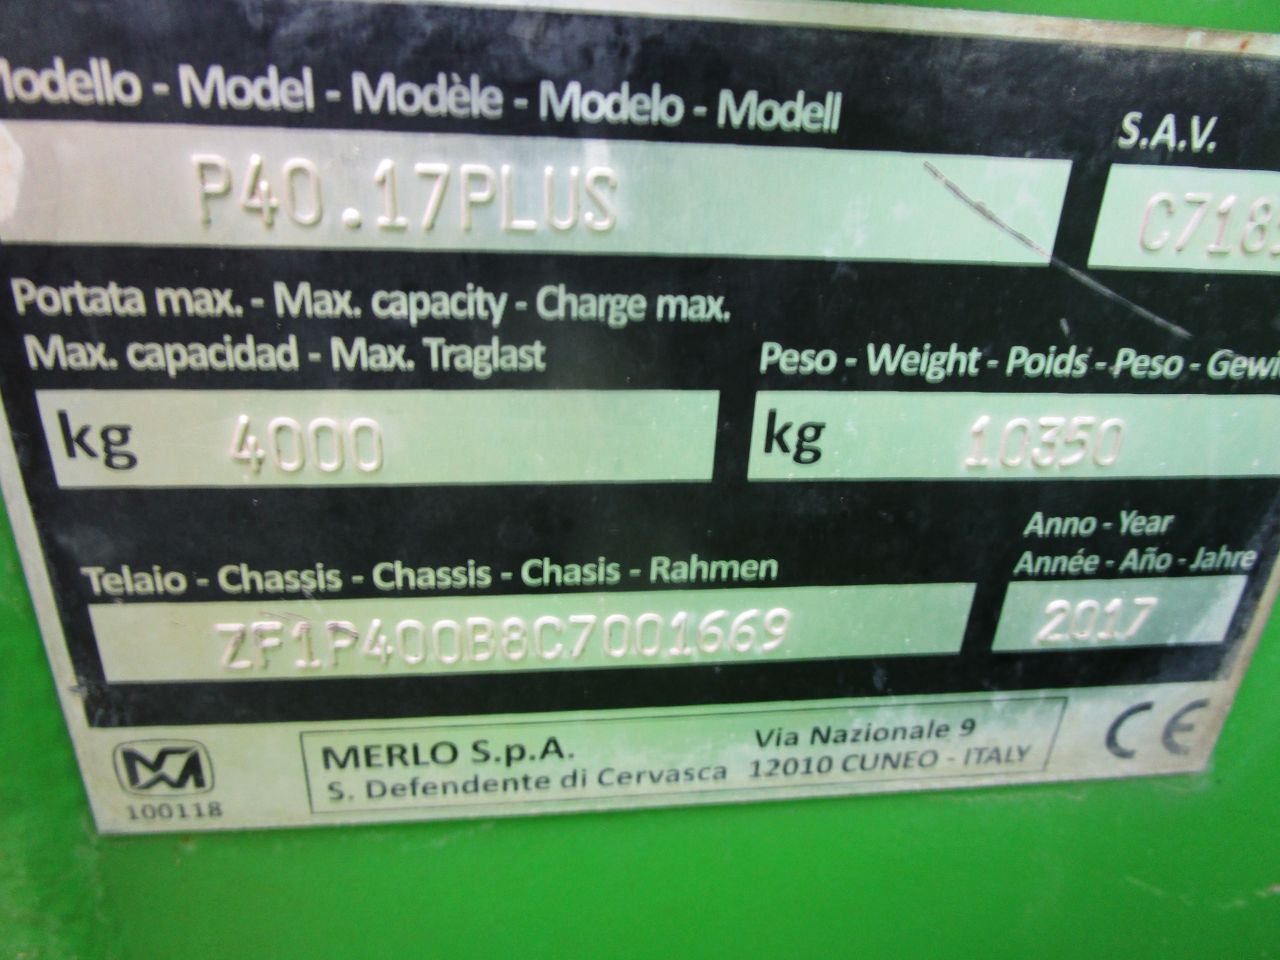 Modello - Model - Modèle - Modelo - Modell
S.A.V.
P40.17PLUS
C718
Portata max. - Max. capacity - Charge max.
Max. capacidad - Max. Traglast
Peso - Weight - Poids - Peso - Gewi
kg 4000
kg 10350
Anno - Year
Année - Año - Jahre
Telaio - Chassis - Chassis - Chasis - Rahmen
ZF1P400B8C7001669
2017
MERLO S.p.A.
S. Defendente di Cervasca
Via Nazionale 9
12010 CUNEO - ITALY
CE
100118